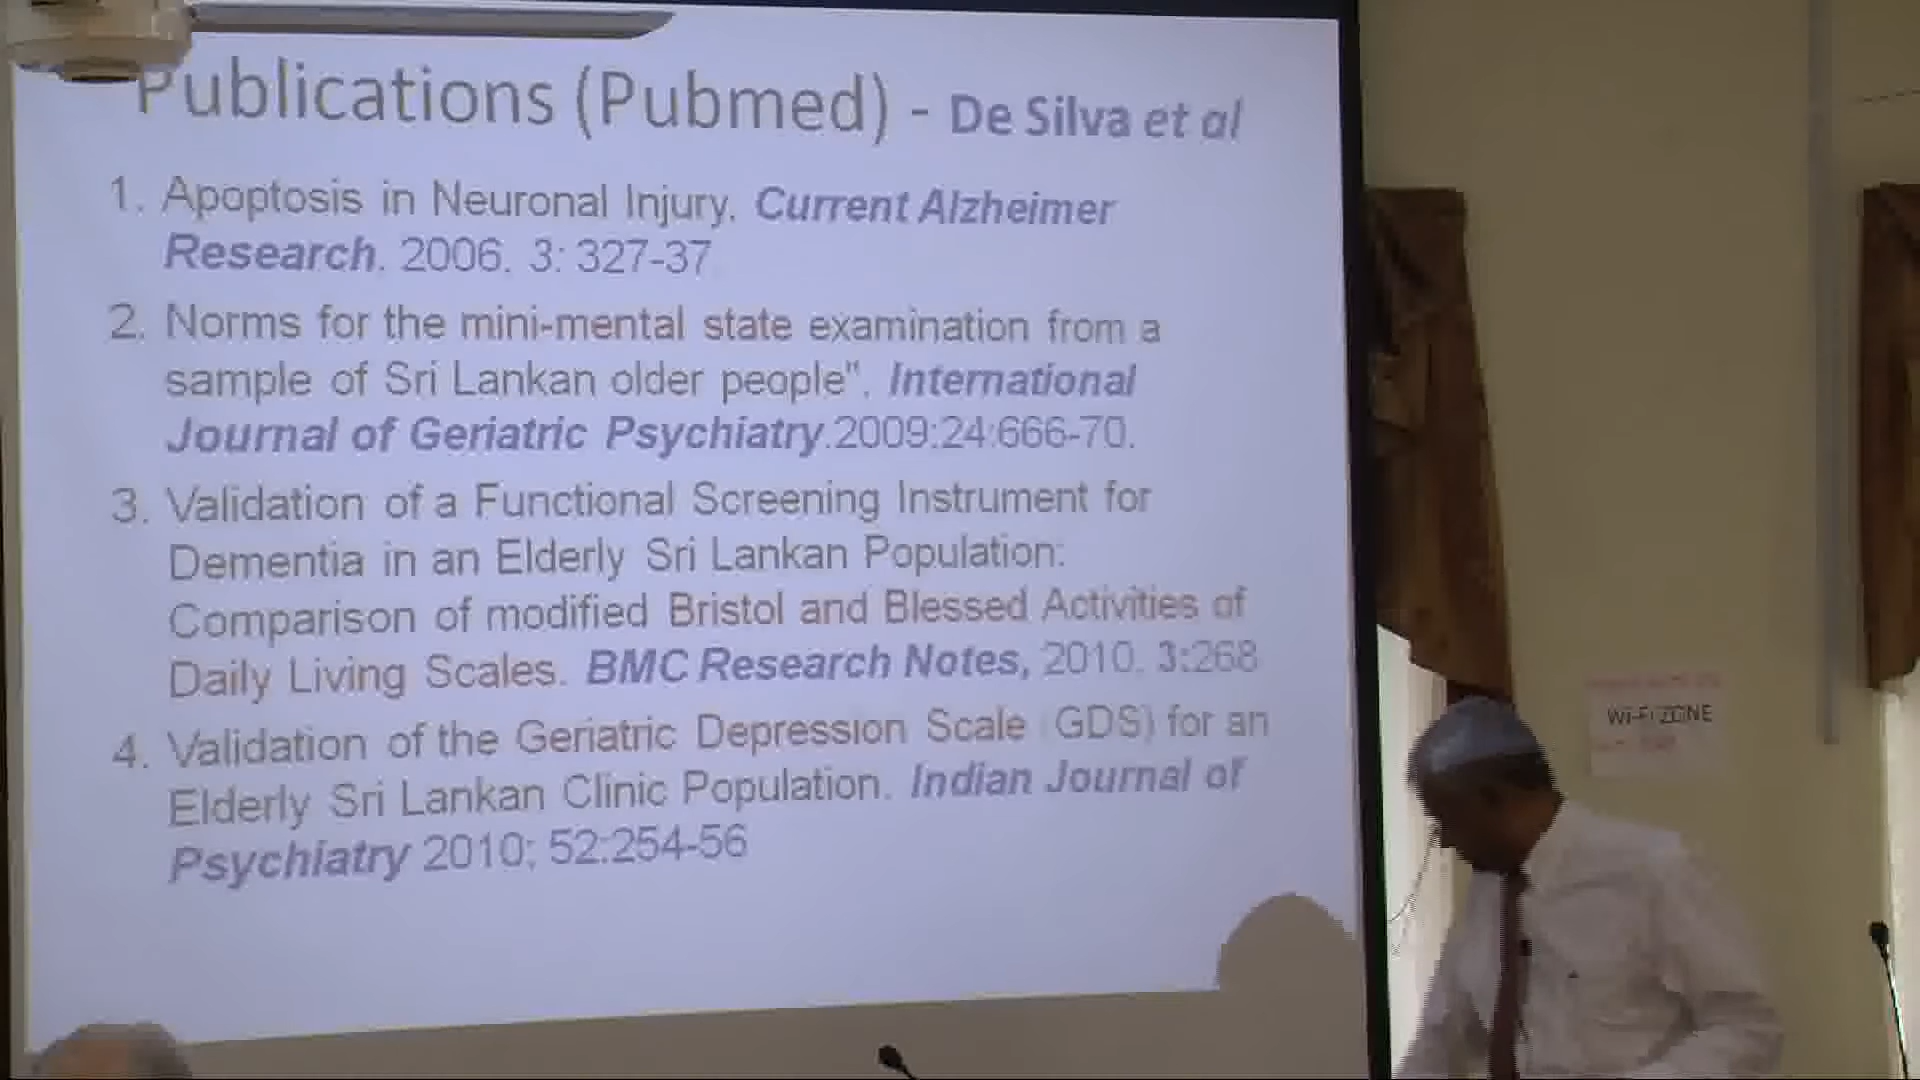 Publications (Pubmed) - De Silva et al
1. Apoptosis in Neuronal Injury. Current Alzheimer
Research. 2006. 3: 327-37
2. Norms for the mini-mental state examination from a
sample of Sri Lankan older people". International
Journal of Geriatric Psychiatry.2009:24:666-70.
3. Validation of a Functional Screening Instrument for
Dementia in an Elderly Sri Lankan Population:
Comparison of modified Bristol and Blessed Activities of
Daily Living Scales. BMC Research Notes, 2010. 3:268
4. Validation of the Geriatric Depression Scale (GDS) for an
Elderly Sri Lankan Clinic Population. Indian Journal of
Psychiatry 2010; 52:254-56
Wi-Fi ZONE